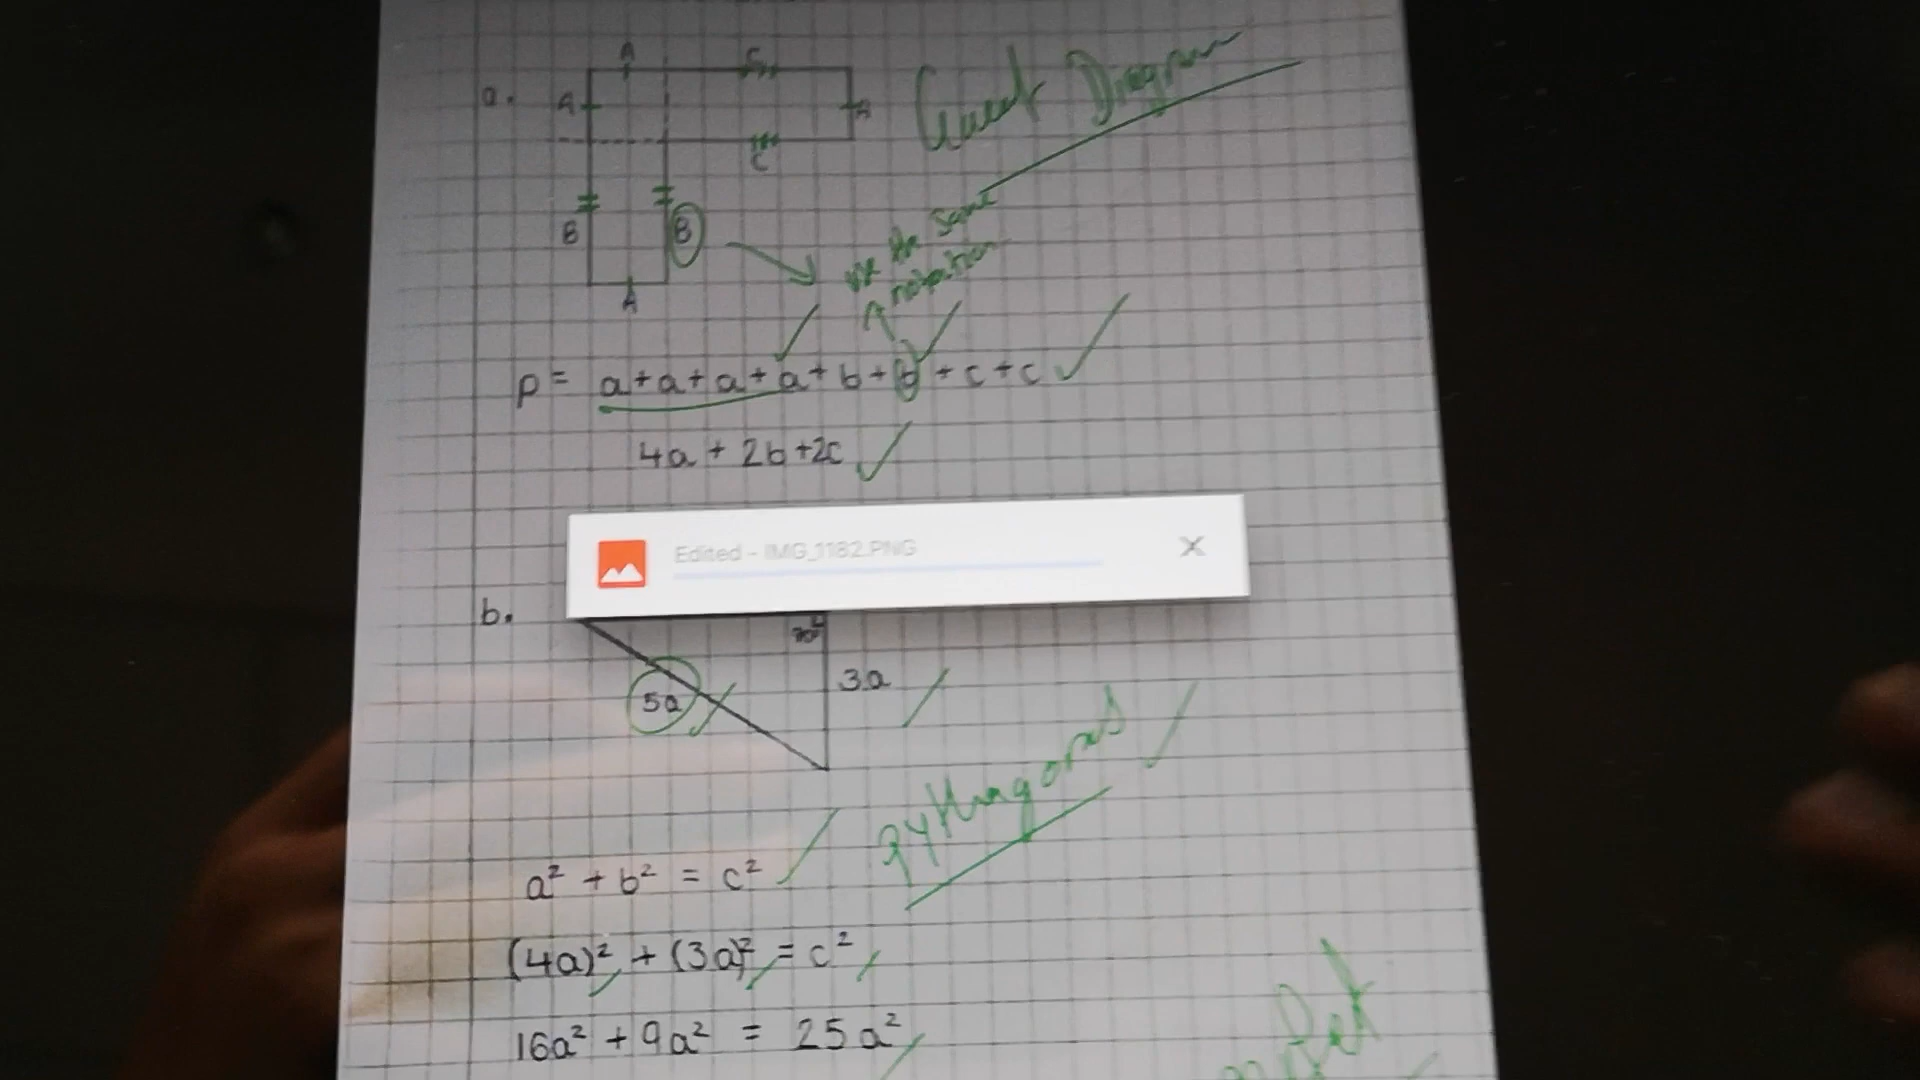 a.
A
C
A
A
C
B
B
A
Great Diagram
use the same
notation
P = a+a+a+a+b+b+c+c
4a + 2b+2c
Edited - IMG_1182.PNG
b.
5a
3a
pythagoras
a² + b² = c²
(4a)² + (3a)² = c²
16a² + 9a² = 25a²